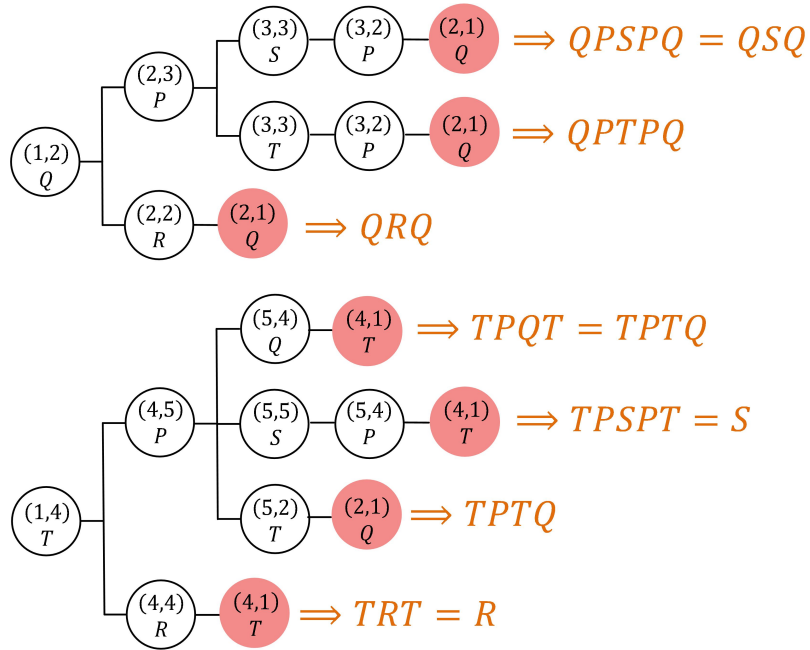 (3,3) S (3,2) P (2,1) Q ⟹ QPSPQ = QSQ
(2,3) P
(3,3) T (3,2) P (2,1) Q ⟹ QPTPQ
(1,2) Q
(2,2) R (2,1) Q ⟹ QRQ
(5,4) Q (4,1) T ⟹ TPQT = TPTQ
(4,5) P (5,5) S (5,4) P (4,1) T ⟹ TPSPT = S
(1,4) T (5,2) T (2,1) Q ⟹ TPTQ
(4,4) R (4,1) T ⟹ TRT = R